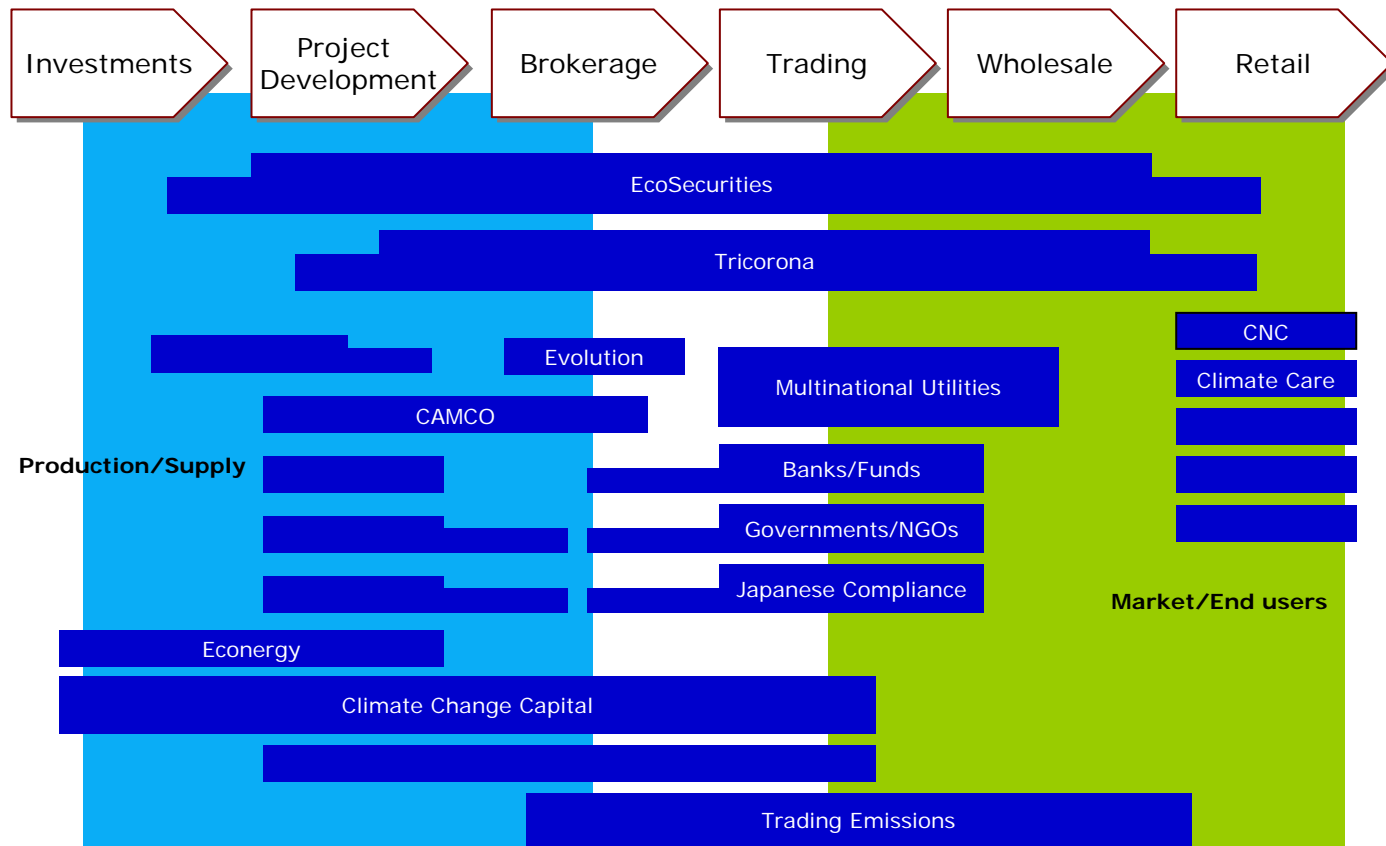 Investments
Project
Development
Brokerage
Trading
Wholesale
Retail
EcoSecurities
Tricorona
CNC
Evolution
Multinational Utilities
Climate Care
CAMCO
Production/Supply
Banks/Funds
Governments/NGOs
Japanese Compliance
Market/End users
Econergy
Climate Change Capital
Trading Emissions